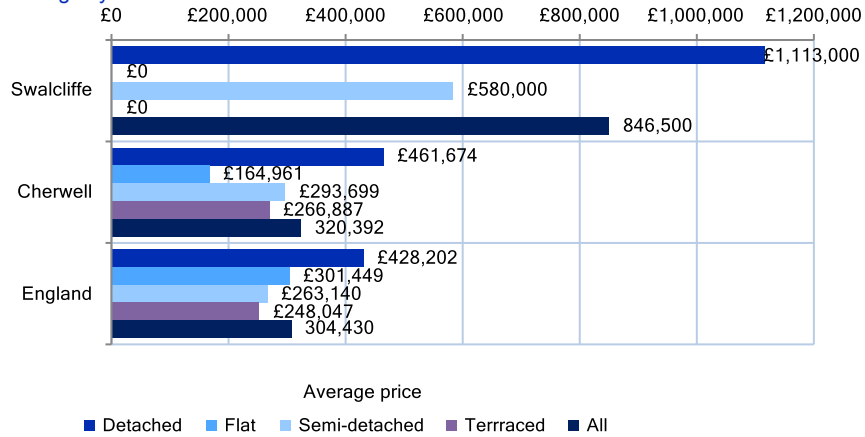 £0 £200,000 £400,000 £600,000 £800,000 £1,000,000 £1,200,000
£1,113,000
£0
Swalcliffe £580,000
£0
846,500
£461,674
£164,961
Cherwell £293,699
£266,887
320,392
£428,202
£301,449
England £263,140
£248,047
304,430
Average price
Detached Flat Semi-detached Terrraced All